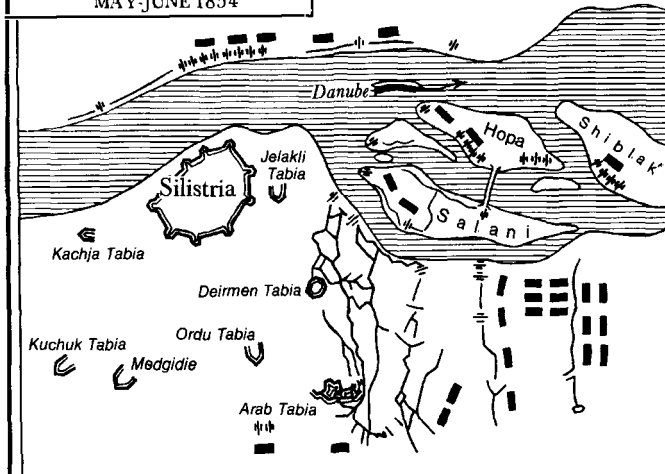 MAY-JUNE 1854
Danube
Hopa
Shiblak
Jelakli
Tabia
Silistria
Salani
Kachja Tabia
Deirmen Tabia
Kuchuk Tabia
Ordu Tabia
Medgidie
Arab Tabia